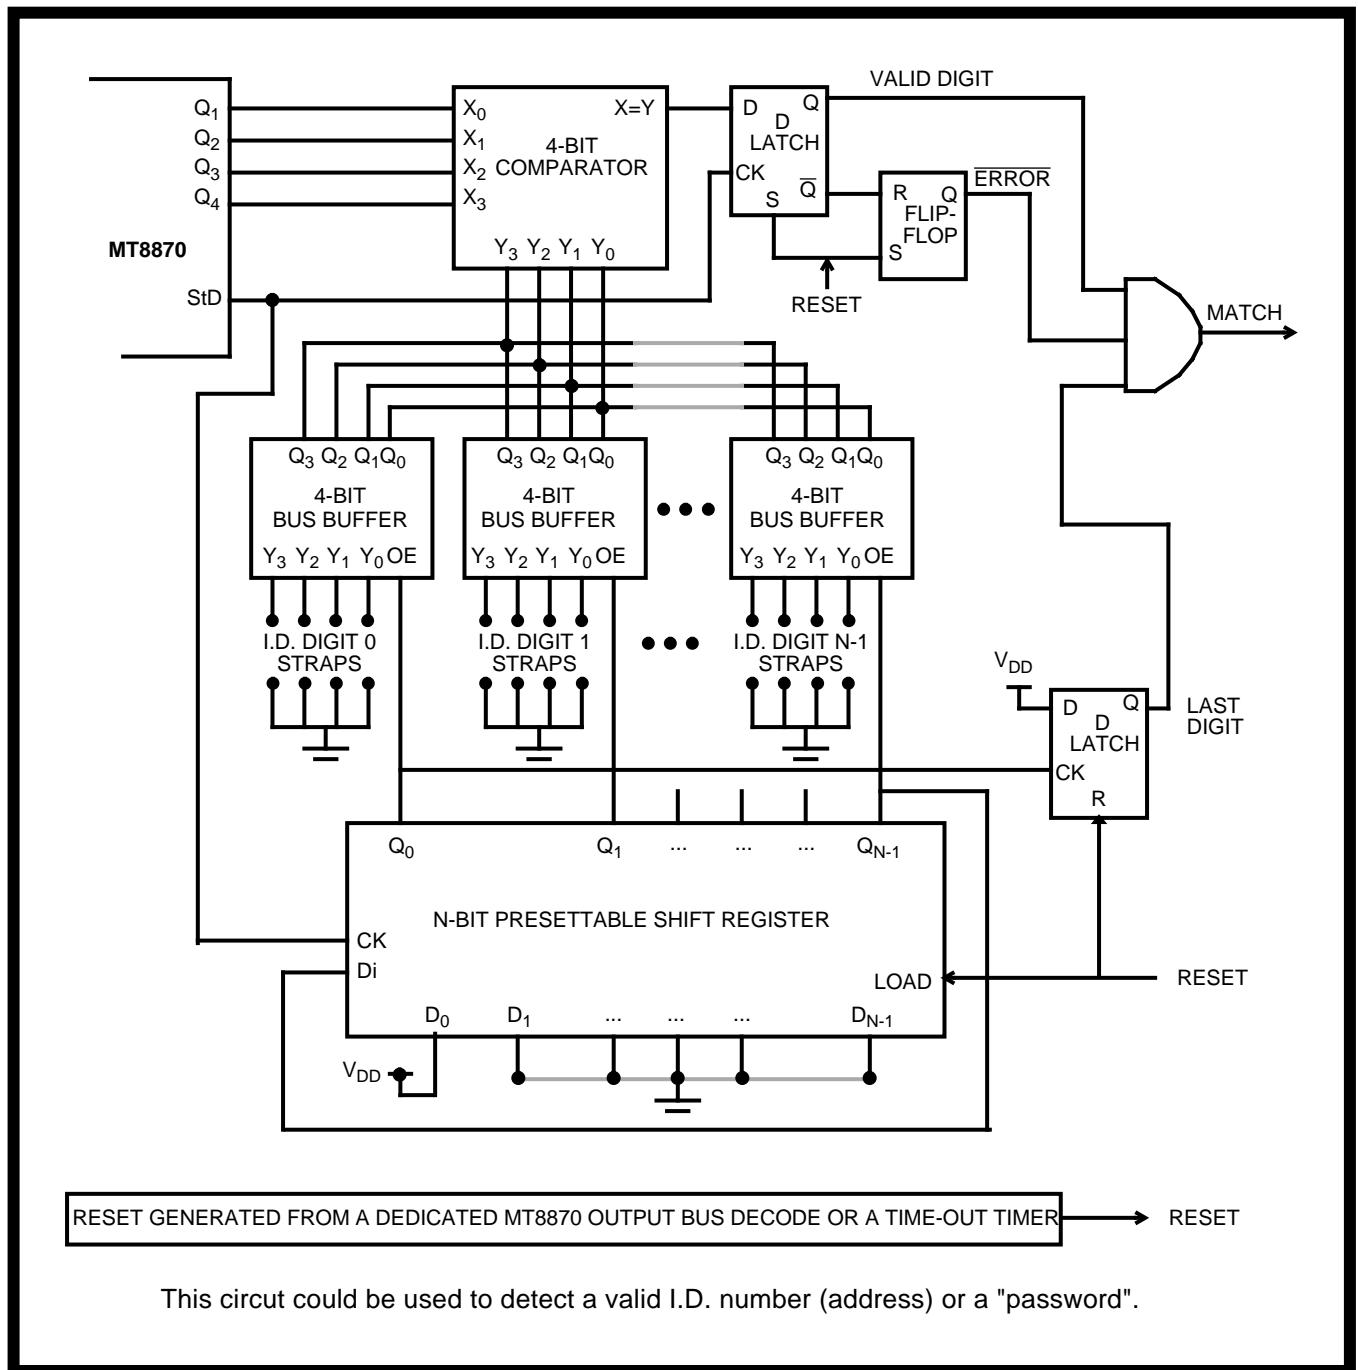 VALID DIGIT
Q1 X0 X=Y D Q
Q2 X1 4-BIT D
Q3 X2 COMPARATOR LATCH
Q4 X3 CK Q̅ R Q E̅R̅R̅O̅R̅
S FLIP-
FLOP
MT8870 Y3 Y2 Y1 Y0 S
StD RESET MATCH
Q3 Q2 Q1 Q0 Q3 Q2 Q1 Q0 Q3 Q2 Q1 Q0
4-BIT 4-BIT 4-BIT
BUS BUFFER BUS BUFFER BUS BUFFER
Y3 Y2 Y1 Y0 OE Y3 Y2 Y1 Y0 OE Y3 Y2 Y1 Y0 OE
I.D. DIGIT 0 I.D. DIGIT 1 I.D. DIGIT N-1
STRAPS STRAPS STRAPS
VDD
D Q LAST
D DIGIT
LATCH
CK
R
Q0 Q1 ... ... ... QN-1
N-BIT PRESETTABLE SHIFT REGISTER
CK
Di
LOAD RESET
D0 D1 ... ... ... DN-1
VDD
RESET GENERATED FROM A DEDICATED MT8870 OUTPUT BUS DECODE OR A TIME-OUT TIMER RESET
This circut could be used to detect a valid I.D. number (address) or a "password".